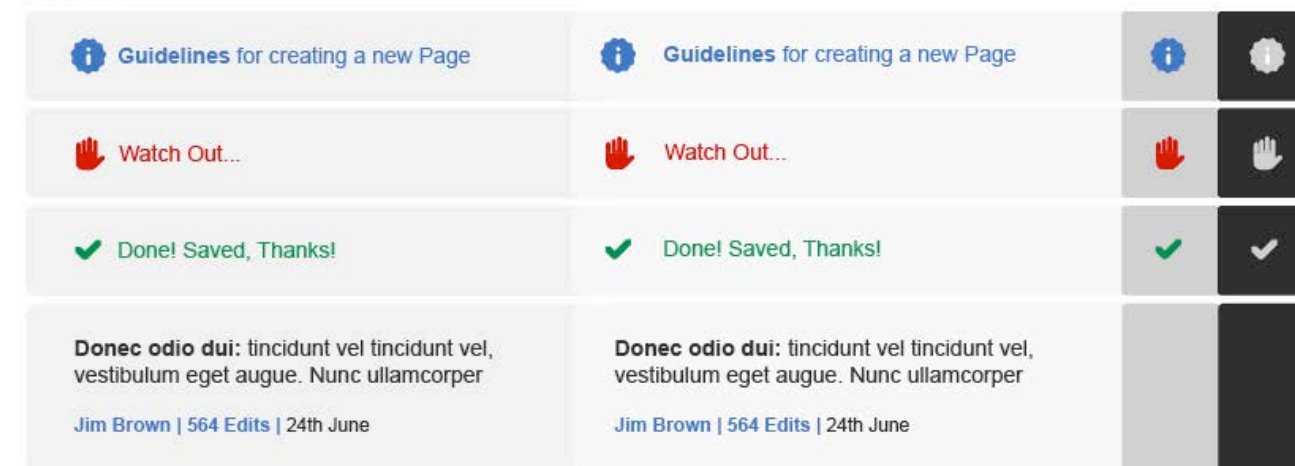 Guidelines for creating a new Page
Guidelines for creating a new Page
Watch Out...
Watch Out...
Done! Saved, Thanks!
Done! Saved, Thanks!
Donec odio dui: tincidunt vel tincidunt vel,
vestibulum eget augue. Nunc ullamcorper
Jim Brown | 564 Edits | 24th June
Donec odio dui: tincidunt vel tincidunt vel,
vestibulum eget augue. Nunc ullamcorper
Jim Brown | 564 Edits | 24th June